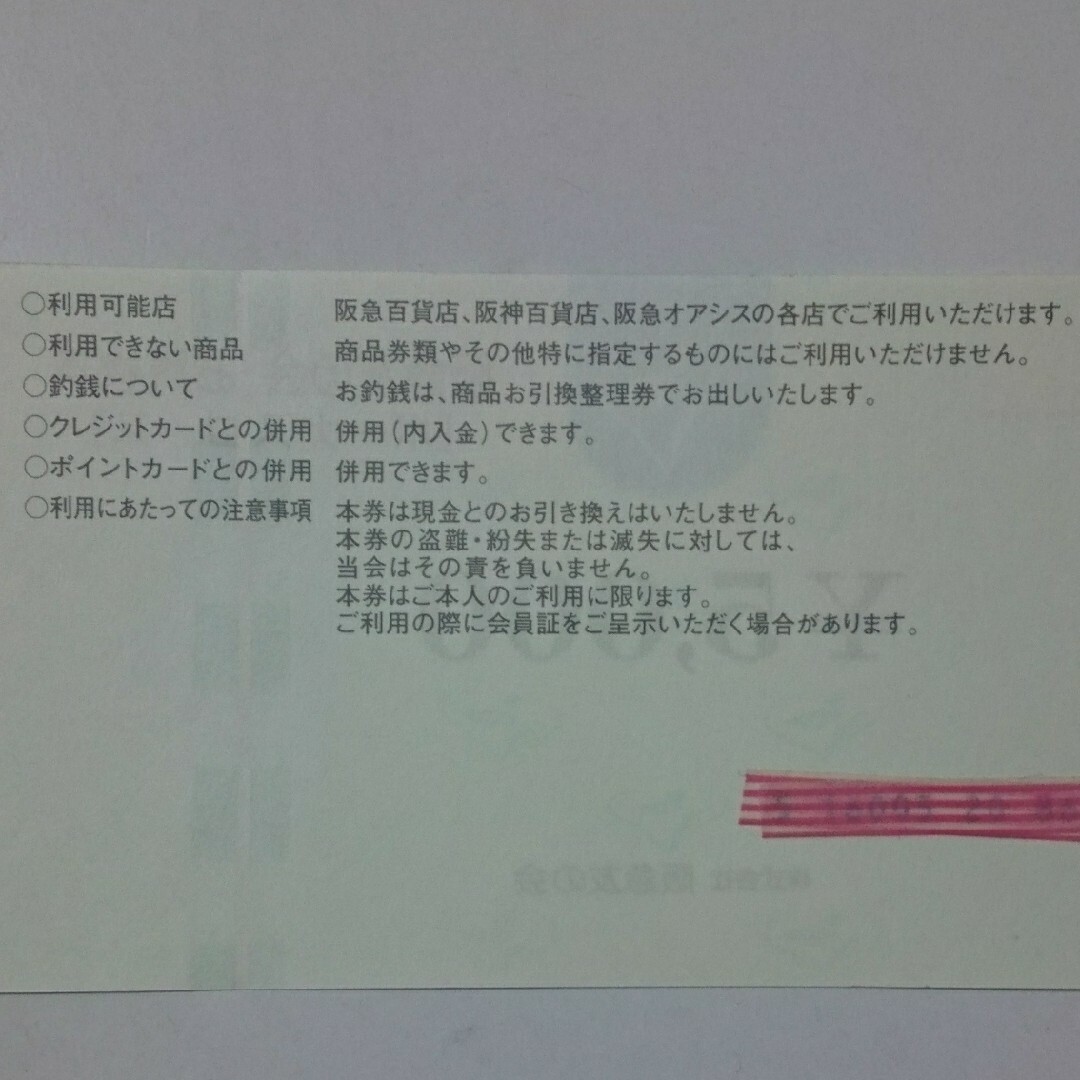 ○利用可能店 阪急百貨店、阪神百貨店、阪急オアシスの各店でご利用いただけます。
○利用できない商品 商品券類やその他特に指定するものにはご利用いただけません。
○釣銭について お釣銭は、商品お引換整理券でお出しいたします。
○クレジットカードとの併用 併用(内入金)できます。
○ポイントカードとの併用 併用できます。
○利用にあたっての注意事項 本券は現金とのお引き換えはいたしません。
本券の盗難・紛失または滅失に対しては、
当会はその責を負いません。
本券はご本人のご利用に限ります。
ご利用の際に会員証をご呈示いただく場合があります。
¥5,000
株式会社 阪急友の会